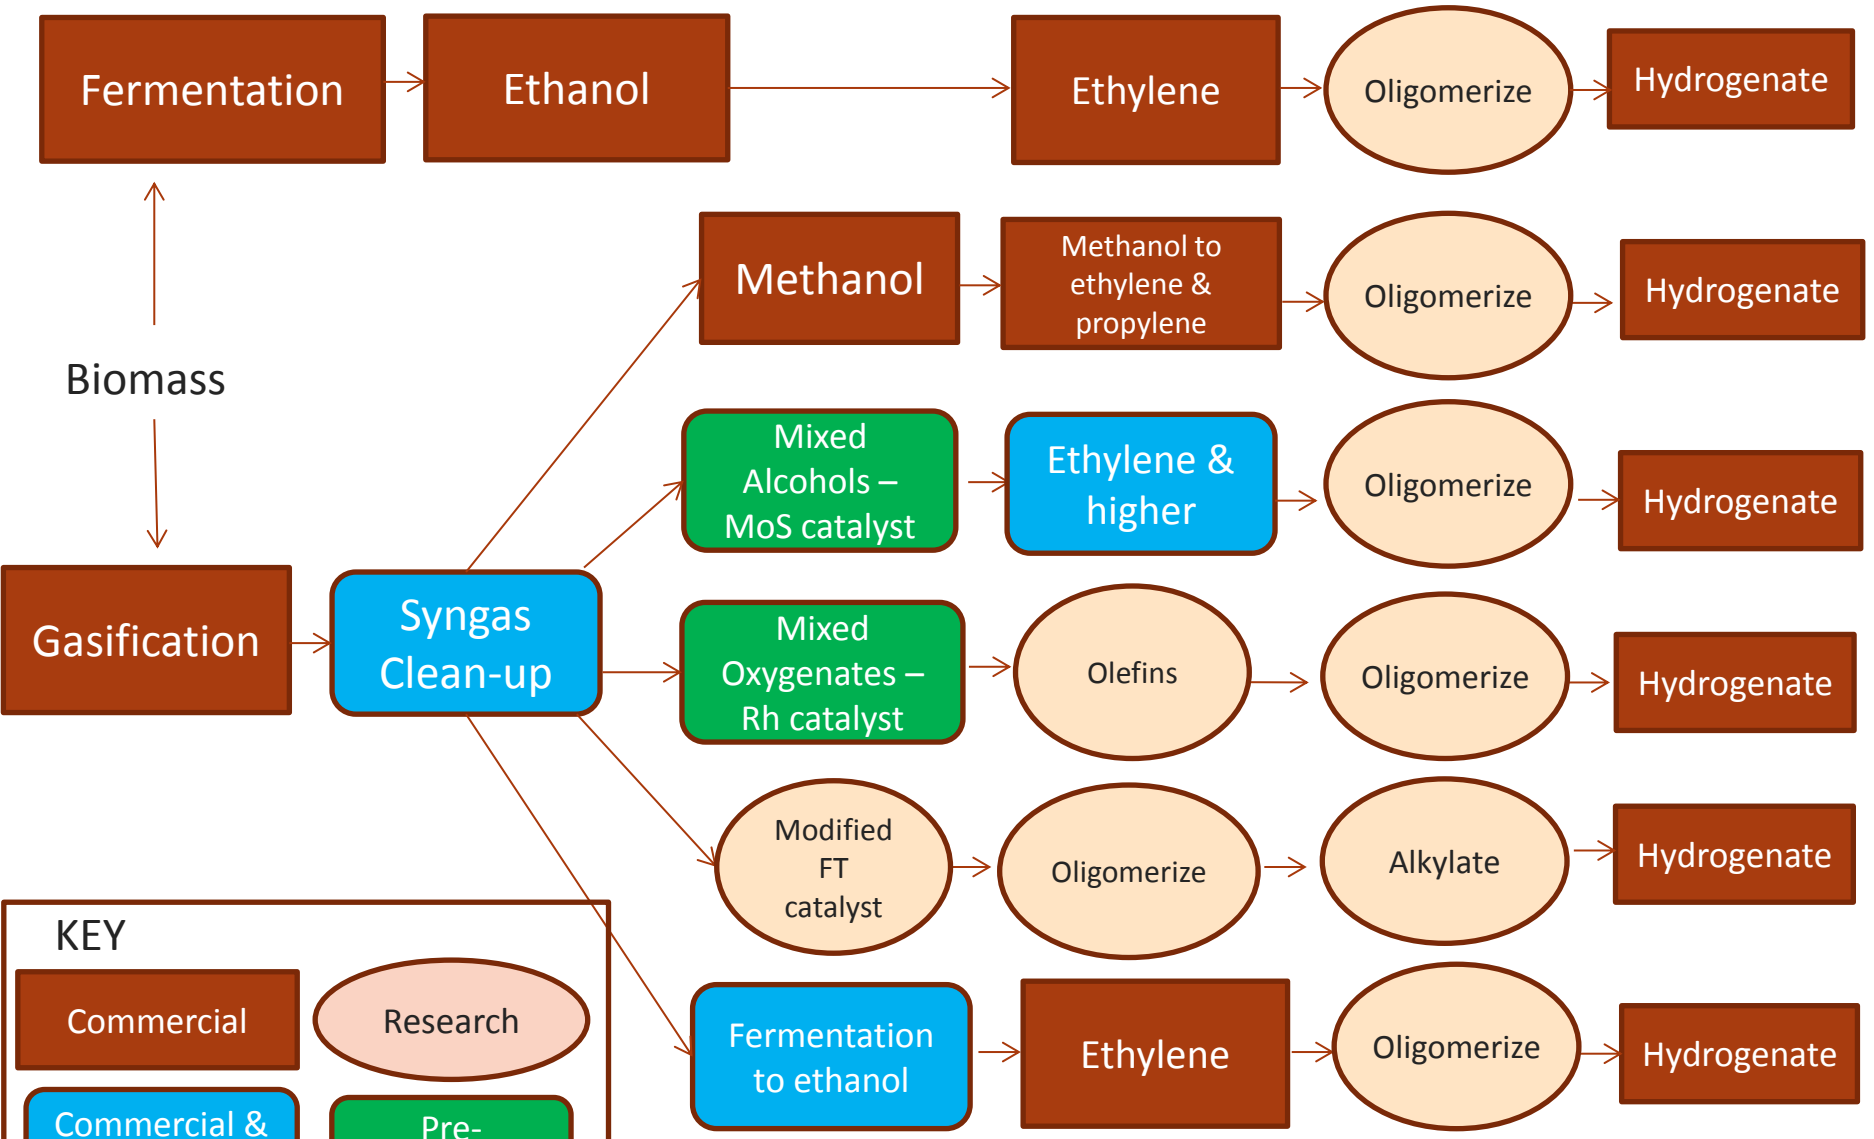 Fermentation
Ethanol
Ethylene
Oligomerize
Hydrogenate
Methanol
Methanol to
ethylene &
propylene
Oligomerize
Hydrogenate
Biomass
Mixed
Alcohols –
MoS catalyst
Ethylene &
higher
Oligomerize
Hydrogenate
Gasification
Syngas
Clean-up
Mixed
Oxygenates –
Rh catalyst
Olefins
Oligomerize
Hydrogenate
Modified
FT
catalyst
Oligomerize
Alkylate
Hydrogenate
Fermentation
to ethanol
Ethylene
Oligomerize
Hydrogenate
KEY
Commercial
Research
Commercial &
Pre-